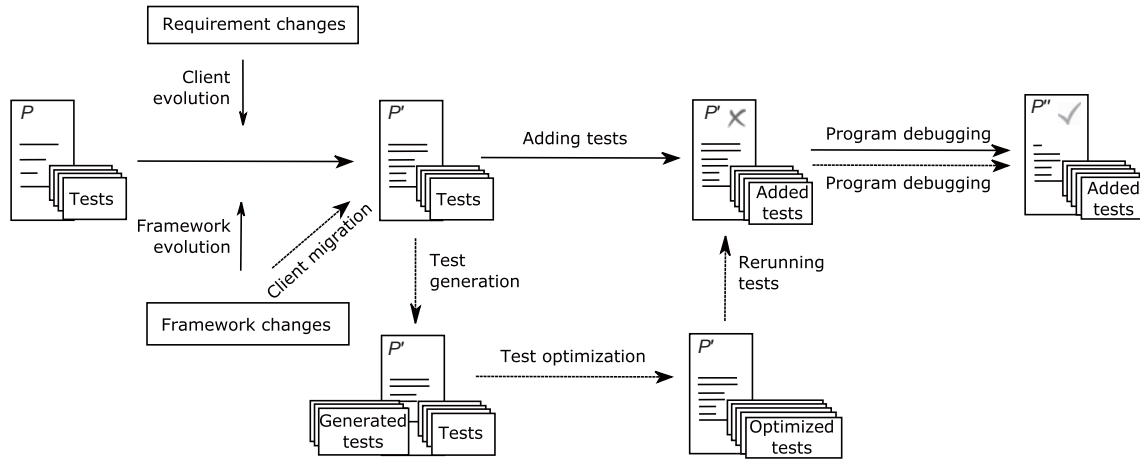 Requirement changes
Client
evolution
P
Tests
P'
Tests
Adding tests
P'
Added
tests
Program debugging
Program debugging
P''
Added
tests
Framework
evolution
Client migration
Framework changes
Test
generation
Rerunning
tests
P'
Generated
tests
Tests
Test optimization
P'
Optimized
tests